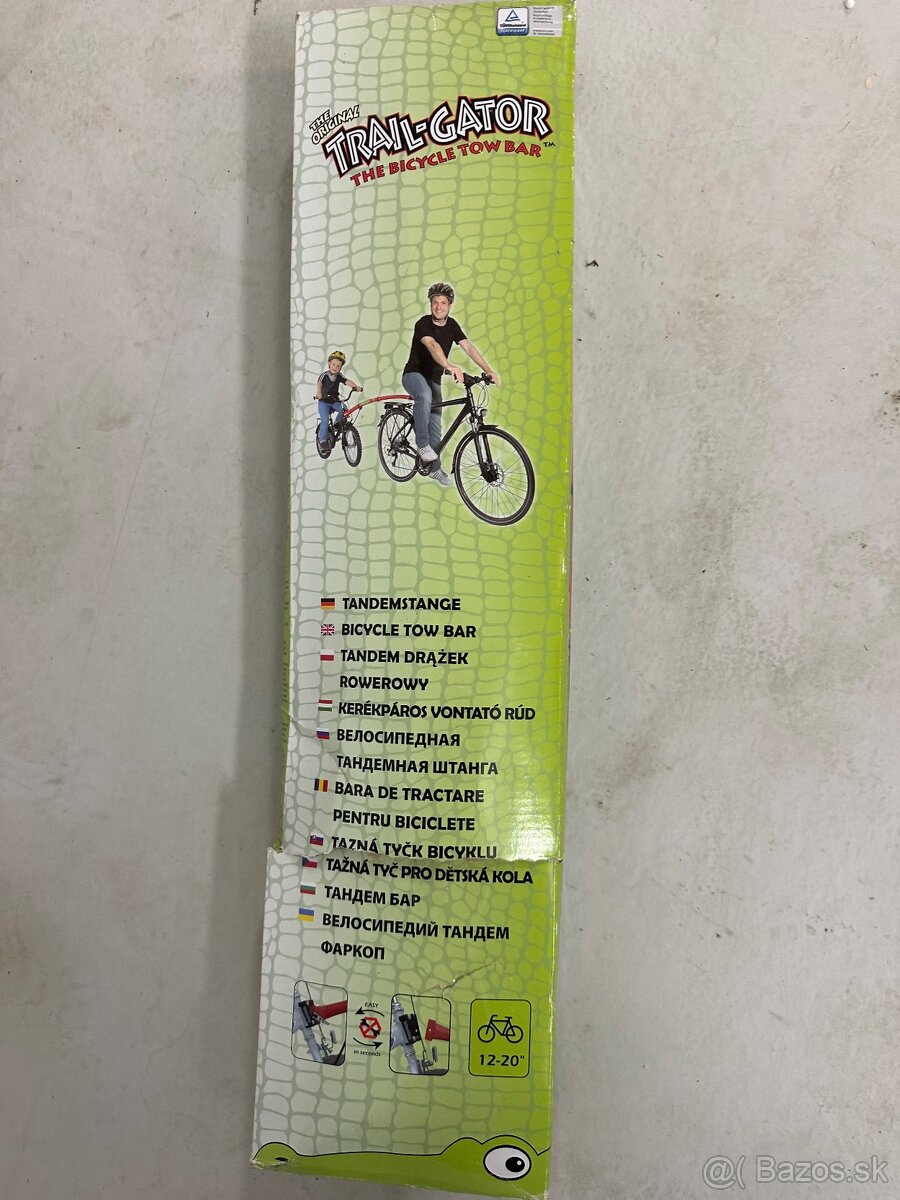 THE
ORIGINAL
TRAIL-GATOR
THE BICYCLE TOW BAR™
TANDEMSTANGE
BICYCLE TOW BAR
TANDEM DRĄŻEK
ROWEROWY
KERÉKPÁROS VONTATÓ RÚD
ВЕЛОСИПЕДНАЯ
ТАНДЕМНАЯ ШТАНГА
BARA DE TRACTARE
PENTRU BICICLETE
TAZNÁ TYČK BICYKLU
TAŽNÁ TYČ PRO DĚTSKÁ KOLA
ТАНДЕМ БАР
ВЕЛОСИПЕДИЙ ТАНДЕМ
ФАРКОП
EASY
in seconds
12-20"
@( Bazos.sk